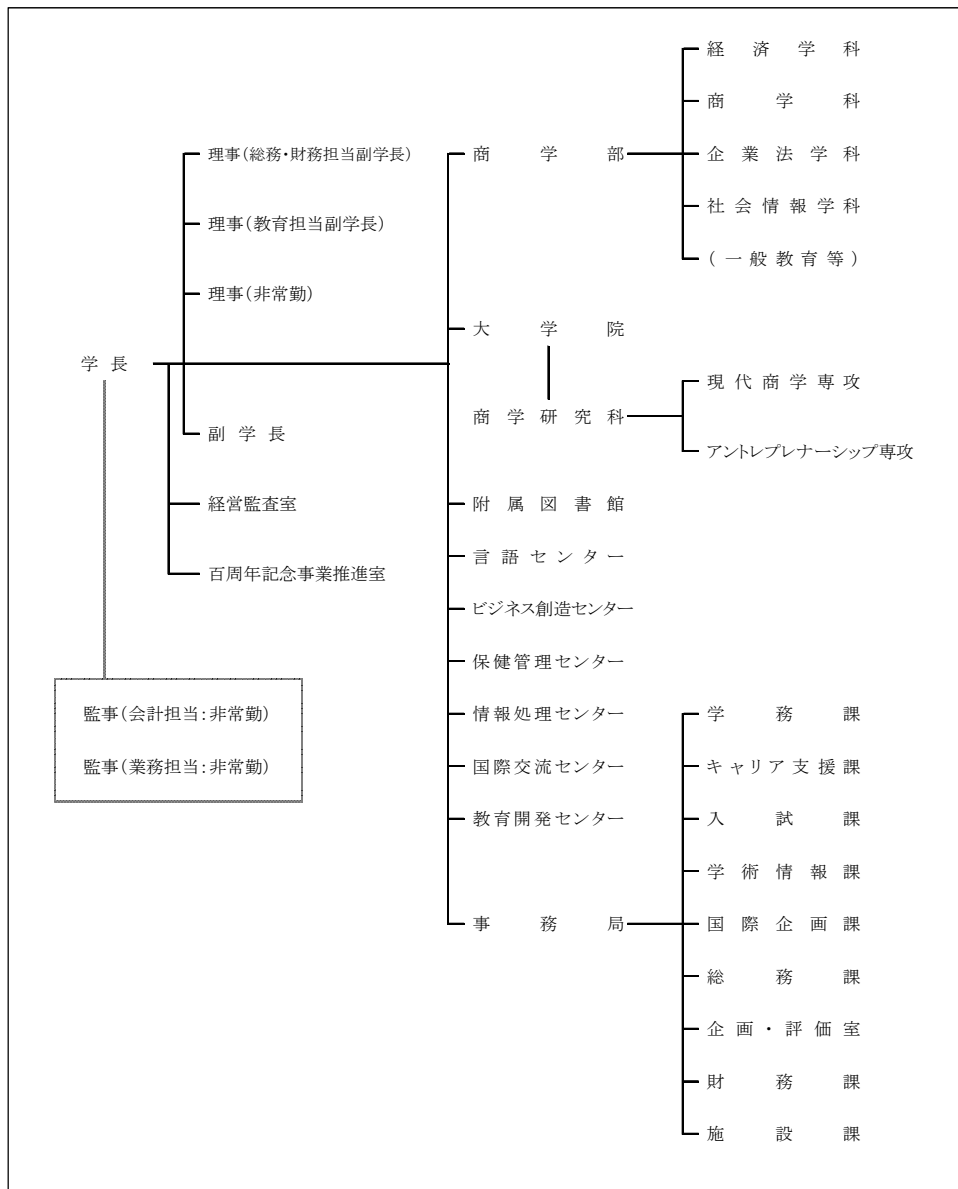 経済学科
商学科
理事(総務・財務担当副学長)
商学部
企業法学科
社会情報学科
理事(教育担当副学長)
(一般教育等)
理事(非常勤)
大学院
学長
現代商学専攻
商学研究科
副学長
アントレプレナーシップ専攻
経営監査室
附属図書館
言語センター
百周年記念事業推進室
ビジネス創造センター
保健管理センター
監事(会計担当:非常勤)
情報処理センター
学務課
監事(業務担当:非常勤)
国際交流センター
キャリア支援課
教育開発センター
入試課
学術情報課
事務局
国際企画課
総務課
企画・評価室
財務課
施設課